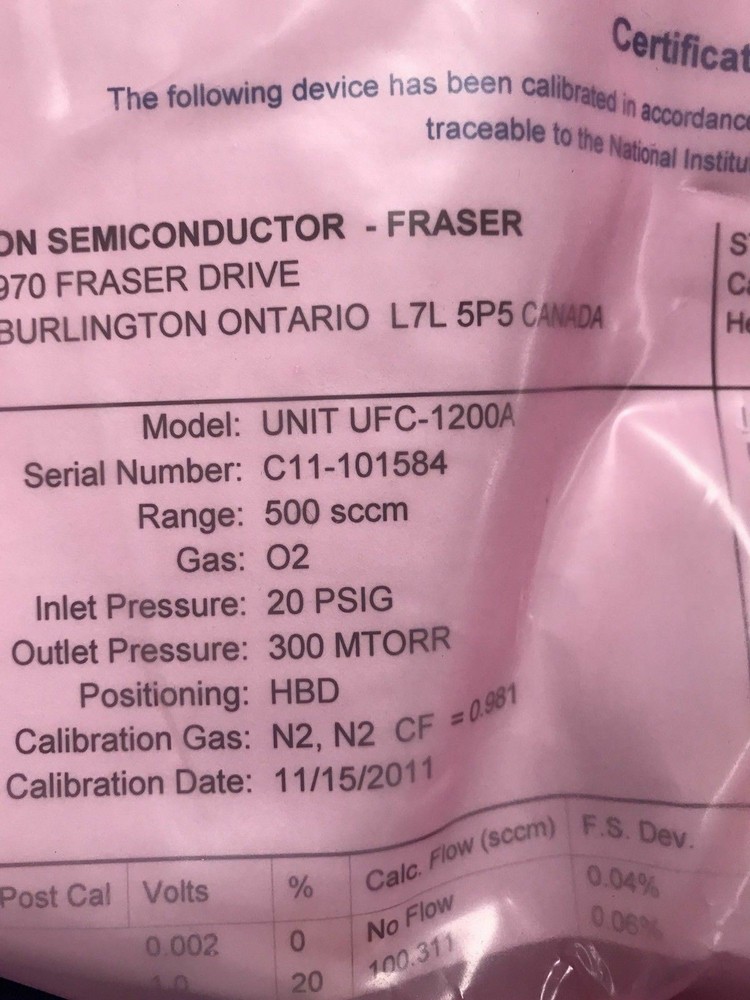 Certificat
The following device has been calibrated in accordance
traceable to the National Institu
ON SEMICONDUCTOR - FRASER
970 FRASER DRIVE
BURLINGTON ONTARIO L7L 5P5 CANADA
S
Ca
He
Model: UNIT UFC-1200A
Serial Number: C11-101584
Range: 500 sccm
Gas: O2
Inlet Pressure: 20 PSIG
Outlet Pressure: 300 MTORR
Positioning: HBD
Calibration Gas: N2, N2 CF = 0.981
Calibration Date: 11/15/2011
Post Cal Volts % Calc. Flow (sccm) F.S. Dev.
0.002 0 No Flow 0.04%
1.0 20 100.311 0.06%